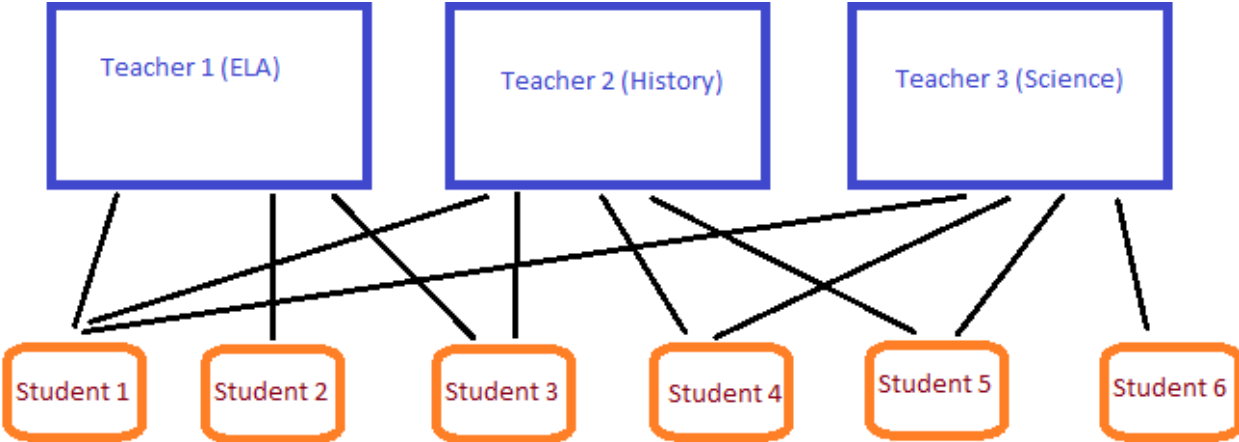 Teacher 1 (ELA)
Teacher 2 (History)
Teacher 3 (Science)
Student 1
Student 2
Student 3
Student 4
Student 5
Student 6